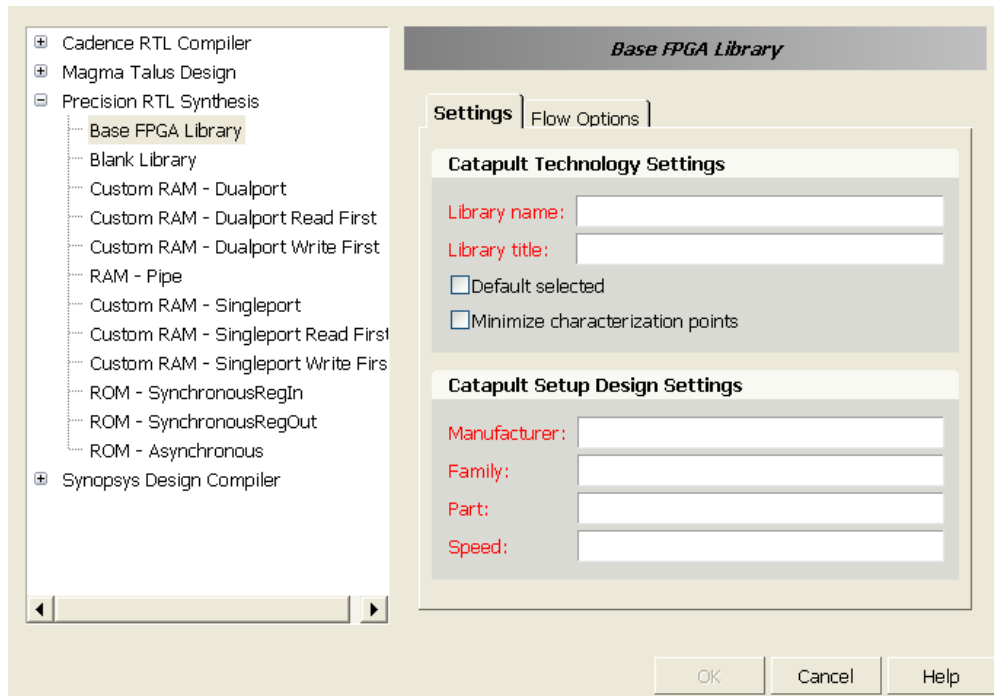 Cadence RTL Compiler
Magma Talus Design
Precision RTL Synthesis
Base FPGA Library
Blank Library
Custom RAM - Dualport
Custom RAM - Dualport Read First
Custom RAM - Dualport Write First
RAM - Pipe
Custom RAM - Singleport
Custom RAM - Singleport Read First
Custom RAM - Singleport Write Firs
ROM - SynchronousRegIn
ROM - SynchronousRegOut
ROM - Asynchronous
Synopsys Design Compiler
Base FPGA Library
Settings Flow Options
Catapult Technology Settings
Library name:
Library title:
Default selected
Minimize characterization points
Catapult Setup Design Settings
Manufacturer:
Family:
Part:
Speed:
OK Cancel Help